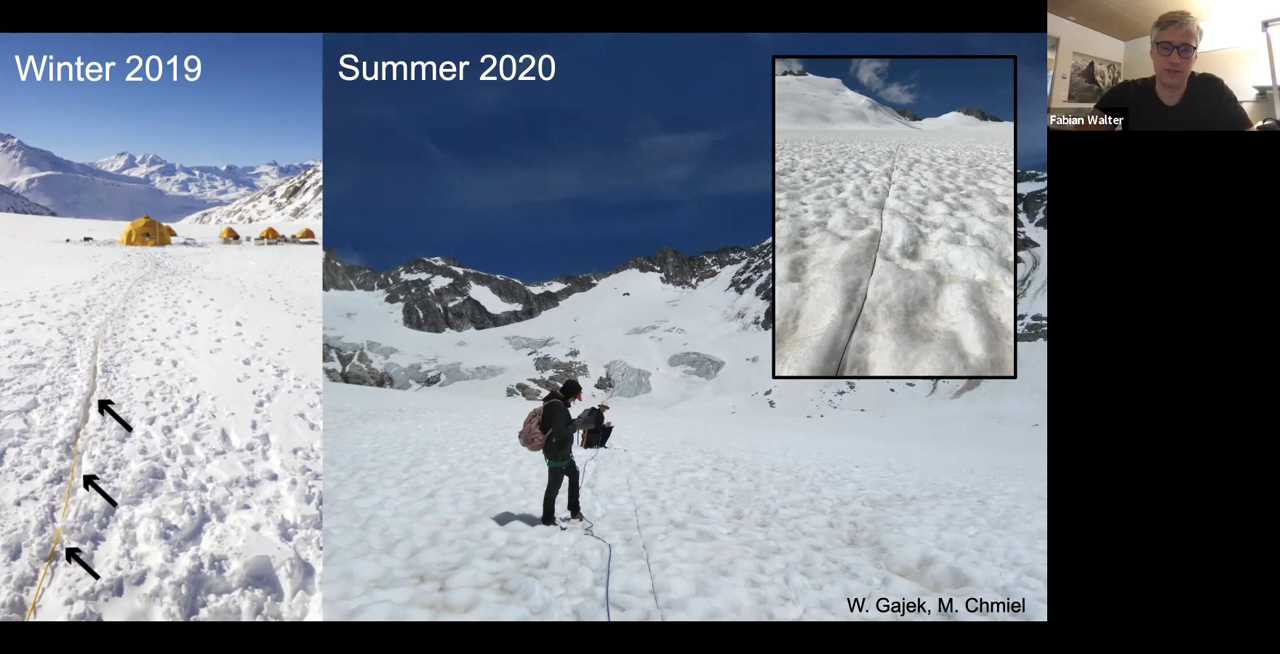 Winter 2019
Summer 2020
Fabian Walter
W. Gajek, M. Chmiel